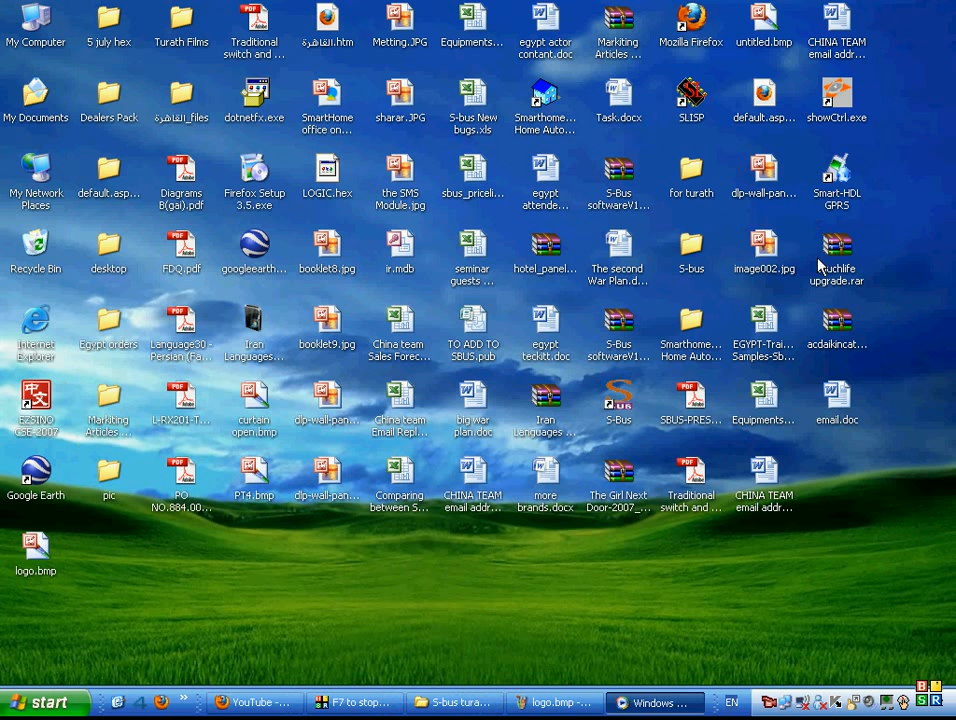 My Computer
5 july hex
Turath Films
Traditional
switch and ...
القاهرة.htm
Metting.JPG
Equipments...
egypt actor
contant.doc
Markiting
Articles ...
Mozilla Firefox
untitled.bmp
CHINA TEAM
email addr...
My Documents
Dealers Pack
القاهرة_files
dotnetfx.exe
SmartHome
office on...
sharar.JPG
S-bus New
bugs.xls
Smarthome...
Home Auto...
Task.docx
SLISP
default.asp...
showCtrl.exe
My Network
Places
default.asp...
Diagrams
B(gai).pdf
Firefox Setup
3.5.exe
LOGIC.hex
the SMS
Module.jpg
sbus_priceli...
egypt
attende...
S-Bus
softwareV1...
for turath
dlp-wall-pan...
Smart-HDL
GPRS
Recycle Bin
desktop
FDQ.pdf
googleearth...
booklet8.jpg
ir.mdb
seminar
guests ...
hotel_panel...
The second
War Plan.d...
S-bus
image002.jpg
uchlife
upgrade.rar
Internet
Explorer
Egypt orders
Language30 -
Persian (Fa...
Iran
Languages...
booklet9.jpg
China team
Sales Forec...
TO ADD TO
SBUS.pub
egypt
teckitt.doc
S-Bus
softwareV1...
Smarthome...
Home Auto...
EGYPT-Trai...
Samples-Sb...
acdaikincat...
EZSINO
GSE-2007
Markiting
Articles ...
L-RX201-T...
curtain
open.bmp
dlp-wall-pan...
China team
Email Repl...
big war
plan.doc
Iran
Languages ...
S-Bus
SBUS-PRES...
Equipments...
email.doc
Google Earth
pic
PO
NO.884.00...
PT4.bmp
dlp-wall-pan...
Comparing
between S...
CHINA TEAM
email addr...
more
brands.docx
The Girl Next
Door-2007_...
Traditional
switch and ...
CHINA TEAM
email addr...
logo.bmp
start
YouTube -...
F7 to stop...
S-bus tura...
logo.bmp -...
Windows ...
EN